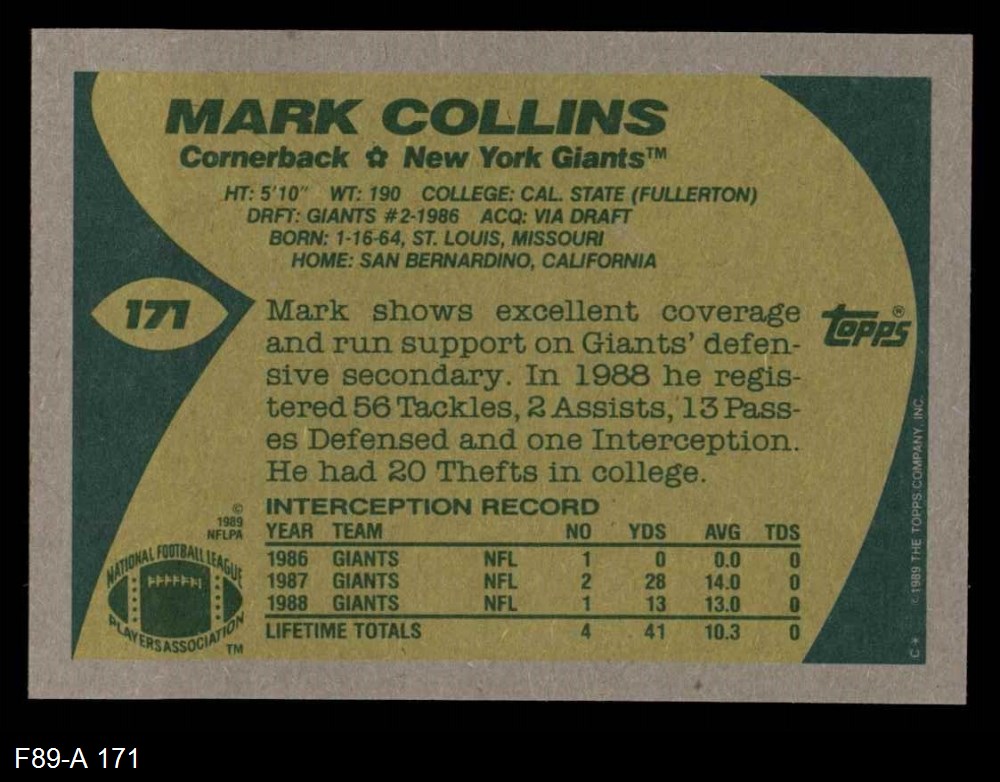 MARK COLLINS
Cornerback ✿ New York Giants™
HT: 5'10" WT: 190 COLLEGE: CAL. STATE (FULLERTON)
DRFT: GIANTS #2-1986 ACQ: VIA DRAFT
BORN: 1-16-64, ST. LOUIS, MISSOURI
HOME: SAN BERNARDINO, CALIFORNIA
171
Mark shows excellent coverage
and run support on Giants' defen-
sive secondary. In 1988 he regis-
tered 56 Tackles, 2 Assists, 13 Pass-
es Defensed and one Interception.
He had 20 Thefts in college.
topps®
INTERCEPTION RECORD
YEAR TEAM NO YDS AVG TDS
1986 GIANTS NFL 1 0 0.0 0
1987 GIANTS NFL 2 28 14.0 0
1988 GIANTS NFL 1 13 13.0 0
LIFETIME TOTALS 4 41 10.3 0
©
1989
NFLPA
NATIONAL FOOTBALL LEAGUE
PLAYERS ASSOCIATION
TM
C* ©1989 THE TOPPS COMPANY, INC.
F89-A 171